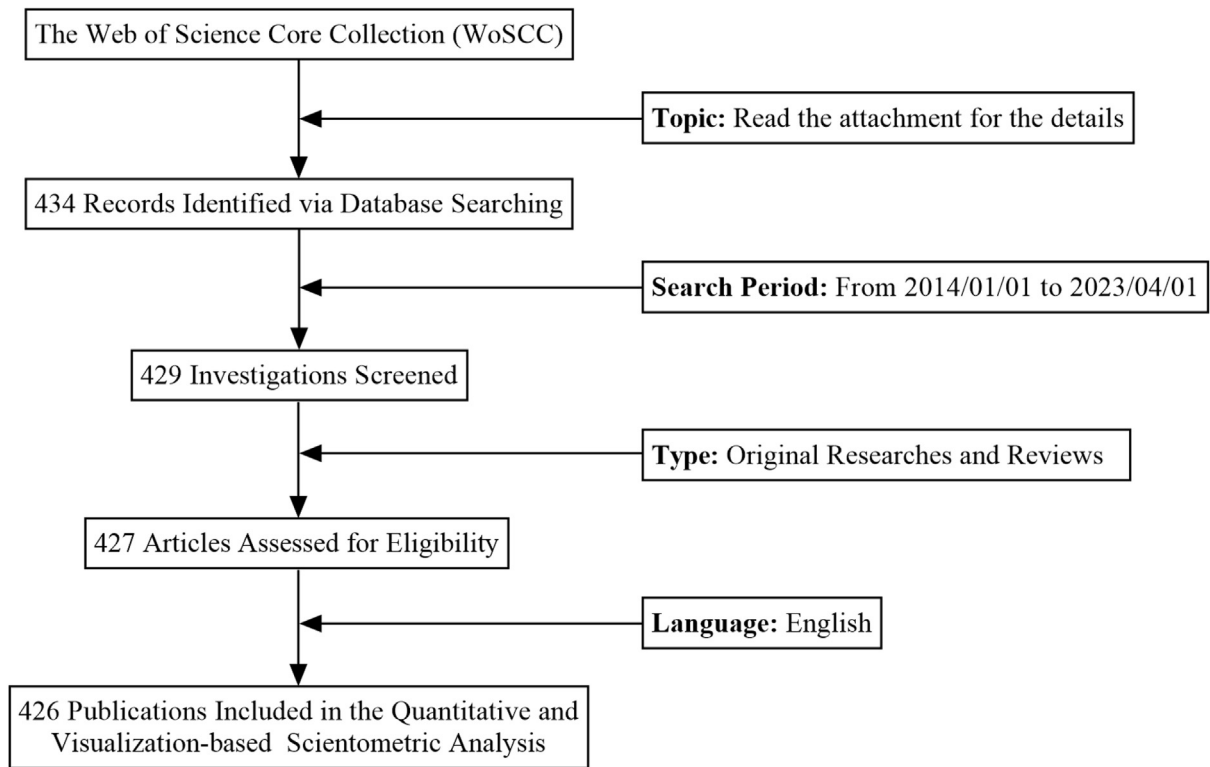 The Web of Science Core Collection (WoSCC)
Topic: Read the attachment for the details
434 Records Identified via Database Searching
Search Period: From 2014/01/01 to 2023/04/01
429 Investigations Screened
Type: Original Researches and Reviews
427 Articles Assessed for Eligibility
Language: English
426 Publications Included in the Quantitative and
Visualization-based Scientometric Analysis